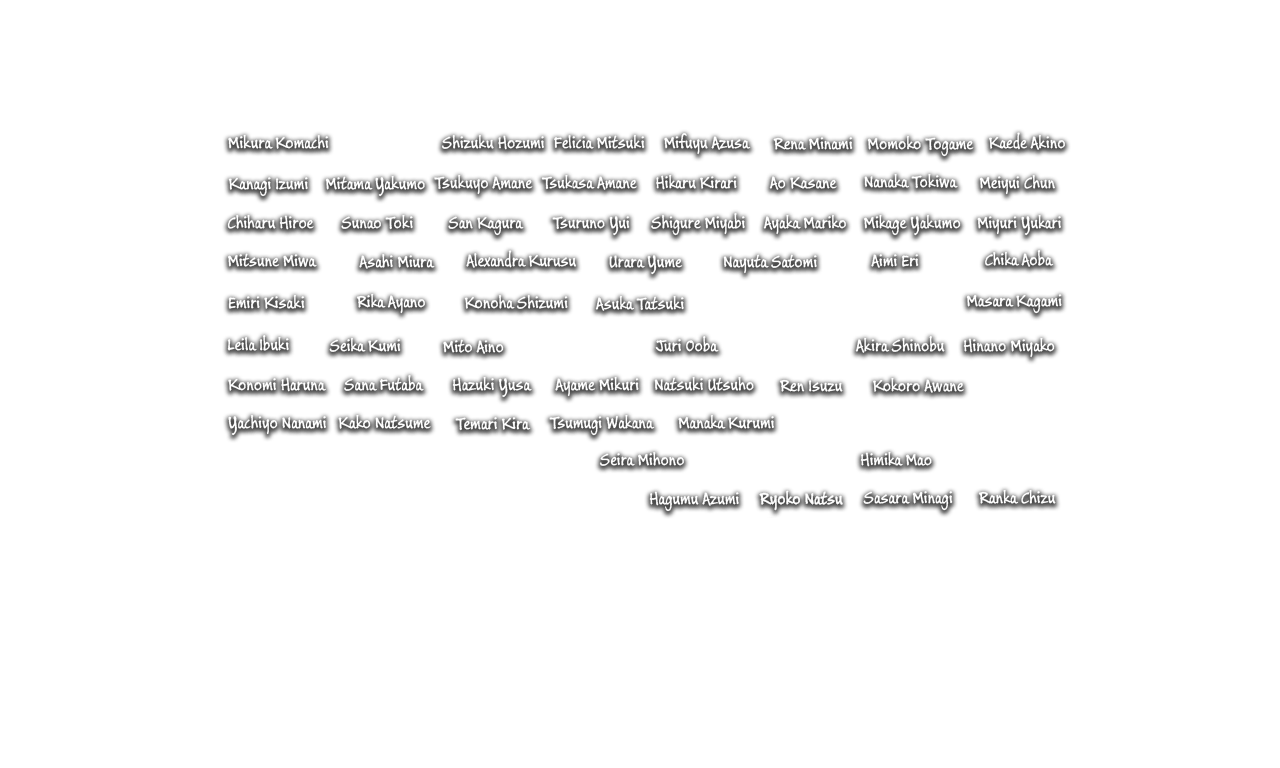 Mikura Komachi Shizuku Hozumi Felicia Mitsuki Mifuyu Azusa Rena Minami Momoko Togame Kaede Akino
Kanagi Izumi Mitama Yakumo Tsukuyo Amane Tsukasa Amane Hikaru Kirari Ao Kasane Nanaka Tokiwa Meiyui Chun
Chiharu Hiroe Sunao Toki San Kagura Tsuruno Yui Shigure Miyabi Ayaka Mariko Mikage Yakumo Miyuri Yukari
Mitsune Miwa Asahi Miura Alexandra Kurusu Urara Yume Nayuta Satomi Aimi Eri Chika Aoba
Emiri Kisaki Rika Ayano Konoha Shizumi Asuka Tatsuki Masara Kagami
Leila Ibuki Seika Kumi Mito Aino Juri Ooba Akira Shinobu Hinano Miyako
Konomi Haruna Sana Futaba Hazuki Yusa Ayame Mikuri Natsuki Utsuho Ren Isuzu Kokoro Awane
Yachiyo Nanami Kako Natsume Temari Kira Tsumugi Wakana Manaka Kurumi
Seira Mihono Himika Mao
Hagumu Azumi Ryoko Natsu Sasara Minagi Ranka Chizu